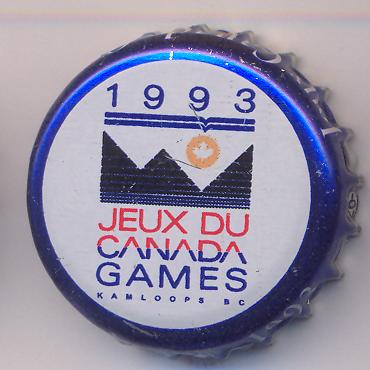 1993
JEUX DU
CANADA
GAMES
KAMLOOPS BC